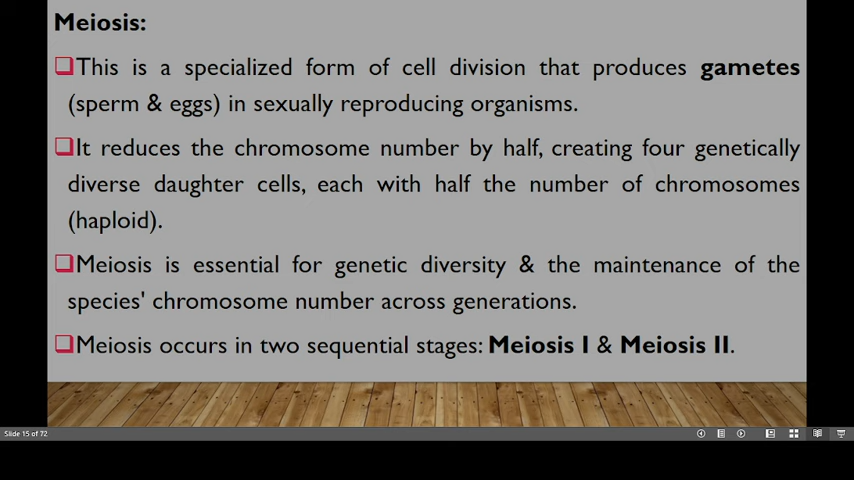 Meiosis:
❑This is a specialized form of cell division that produces gametes
(sperm & eggs) in sexually reproducing organisms.
❑It reduces the chromosome number by half, creating four genetically
diverse daughter cells, each with half the number of chromosomes
(haploid).
❑Meiosis is essential for genetic diversity & the maintenance of the
species' chromosome number across generations.
❑Meiosis occurs in two sequential stages: Meiosis I & Meiosis II.
Slide 15 of 72